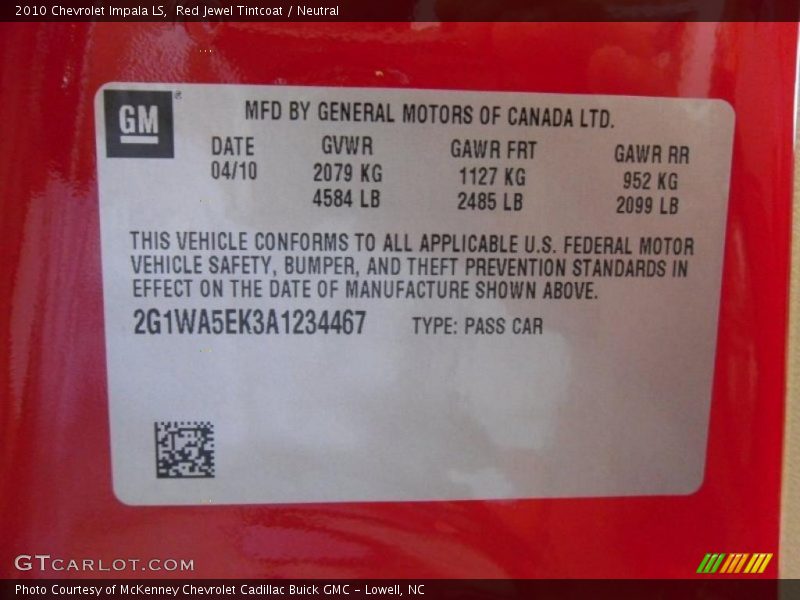 2010 Chevrolet Impala LS,  Red Jewel Tintcoat / Neutral
GM®
MFD BY GENERAL MOTORS OF CANADA LTD.
DATE GVWR GAWR FRT GAWR RR
04/10 2079 KG 1127 KG 952 KG
4584 LB 2485 LB 2099 LB
THIS VEHICLE CONFORMS TO ALL APPLICABLE U.S. FEDERAL MOTOR
VEHICLE SAFETY, BUMPER, AND THEFT PREVENTION STANDARDS IN
EFFECT ON THE DATE OF MANUFACTURE SHOWN ABOVE.
2G1WA5EK3A1234467 TYPE: PASS CAR
GTCARLOT.COM
Photo Courtesy of McKenney Chevrolet Cadillac Buick GMC - Lowell, NC